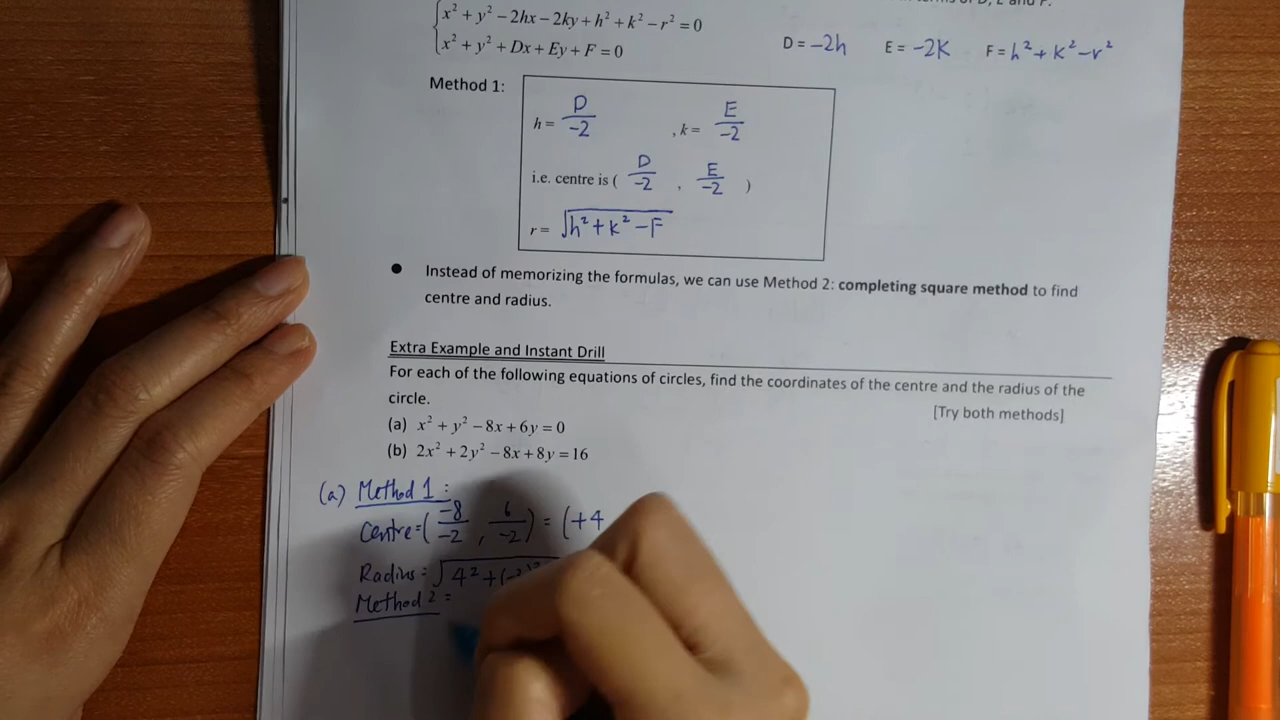 x² + y² − 2hx − 2ky + h² + k² − r² = 0
x² + y² + Dx + Ey + F = 0
D = −2h E = −2k F = h² + k² − r²
Method 1:
h = D/−2 , k = E/−2
i.e. centre is ( D/−2 , E/−2 )
r = √(h² + k² − F)
● Instead of memorizing the formulas, we can use Method 2: completing square method to find
centre and radius.
Extra Example and Instant Drill
For each of the following equations of circles, find the coordinates of the centre and the radius of the
circle.
[Try both methods]
(a) x² + y² − 8x + 6y = 0
(b) 2x² + 2y² − 8x + 8y = 16
(a) Method 1 :
Centre = ( −8/−2 , 6/−2 ) = (+4
Radius = √ 4² + (−3)²
Method 2 :